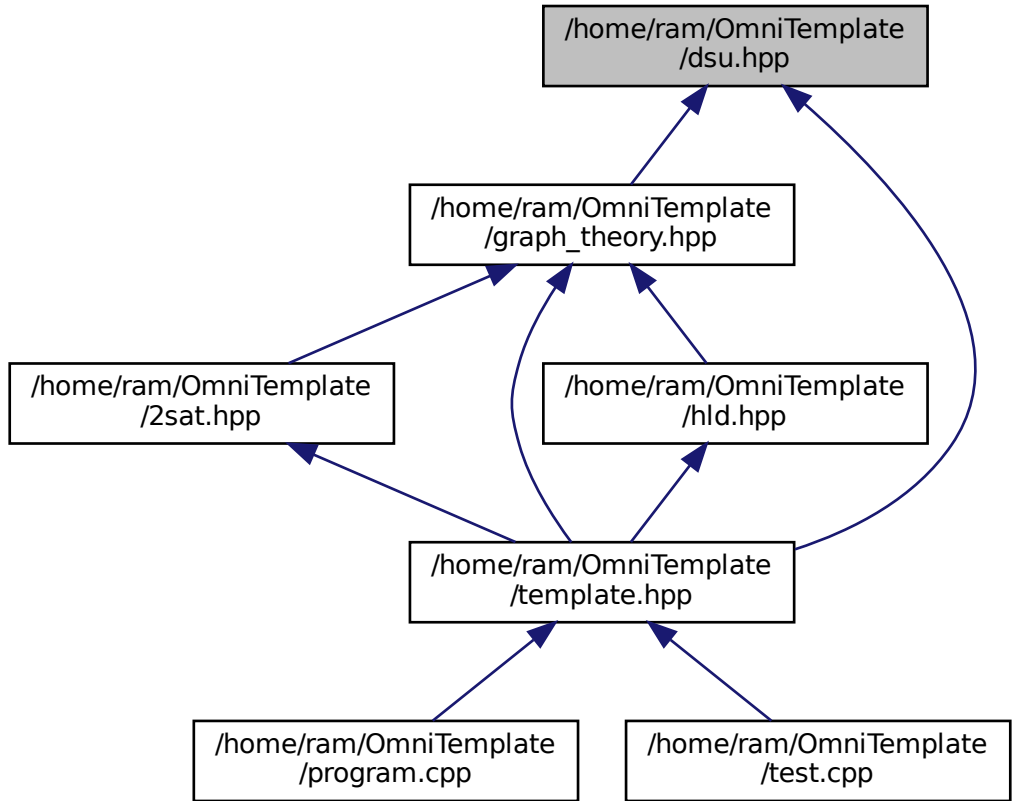 /home/ram/OmniTemplate
/dsu.hpp
/home/ram/OmniTemplate
/graph_theory.hpp
/home/ram/OmniTemplate
/2sat.hpp
/home/ram/OmniTemplate
/hld.hpp
/home/ram/OmniTemplate
/template.hpp
/home/ram/OmniTemplate
/program.cpp
/home/ram/OmniTemplate
/test.cpp